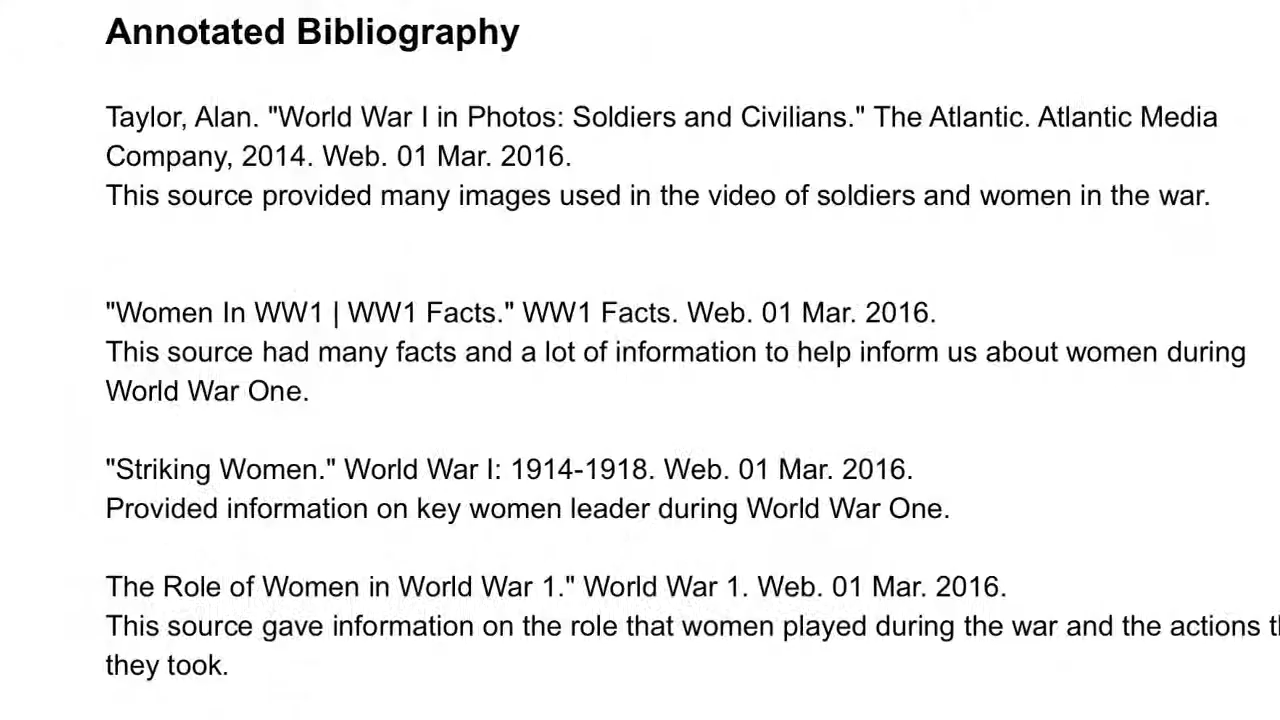 Annotated Bibliography
Taylor, Alan. "World War I in Photos: Soldiers and Civilians." The Atlantic. Atlantic Media
Company, 2014. Web. 01 Mar. 2016.
This source provided many images used in the video of soldiers and women in the war.
"Women In WW1 | WW1 Facts." WW1 Facts. Web. 01 Mar. 2016.
This source had many facts and a lot of information to help inform us about women during
World War One.
"Striking Women." World War I: 1914-1918. Web. 01 Mar. 2016.
Provided information on key women leader during World War One.
The Role of Women in World War 1." World War 1. Web. 01 Mar. 2016.
This source gave information on the role that women played during the war and the actions
they took.